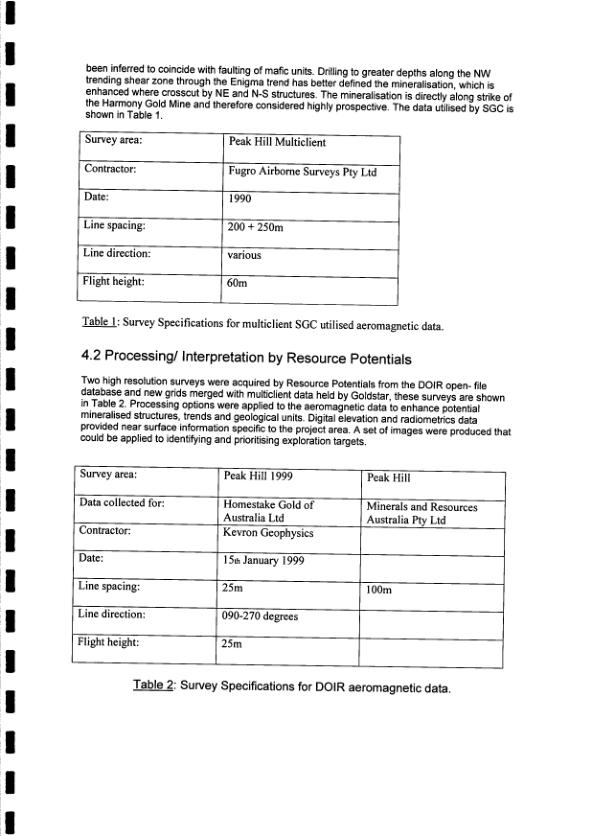 been inferred to coincide with faulting of mafic units. Drilling to greater depths along the NW
trending shear zone through the Enigma trend has better defined the mineralisation, which is
enhanced where crosscut by NE and N-S structures. The mineralisation is directly along strike of
the Harmony Gold Mine and therefore considered highly prospective. The data utilised by SGC is
shown in Table 1.
Survey area: Peak Hill Multiclient
Contractor: Fugro Airborne Surveys Pty Ltd
Date: 1990
Line spacing: 200 + 250m
Line direction: various
Flight height: 60m
Table 1: Survey Specifications for multiclient SGC utilised aeromagnetic data.
4.2 Processing/ Interpretation by Resource Potentials
Two high resolution surveys were acquired by Resource Potentials from the DOIR open- file
database and new grids merged with multiclient data held by Goldstar, these surveys are shown
in Table 2. Processing options were applied to the aeromagnetic data to enhance potential
mineralised structures, trends and geological units. Digital elevation and radiometrics data
provided near surface information specific to the project area. A set of images were produced that
could be applied to identifying and prioritising exploration targets.
Survey area: Peak Hill 1999 Peak Hill
Data collected for: Homestake Gold of Minerals and Resources
Australia Ltd Australia Pty Ltd
Contractor: Kevron Geophysics
Date: 15th January 1999
Line spacing: 25m 100m
Line direction: 090-270 degrees
Flight height: 25m
Table 2: Survey Specifications for DOIR aeromagnetic data.